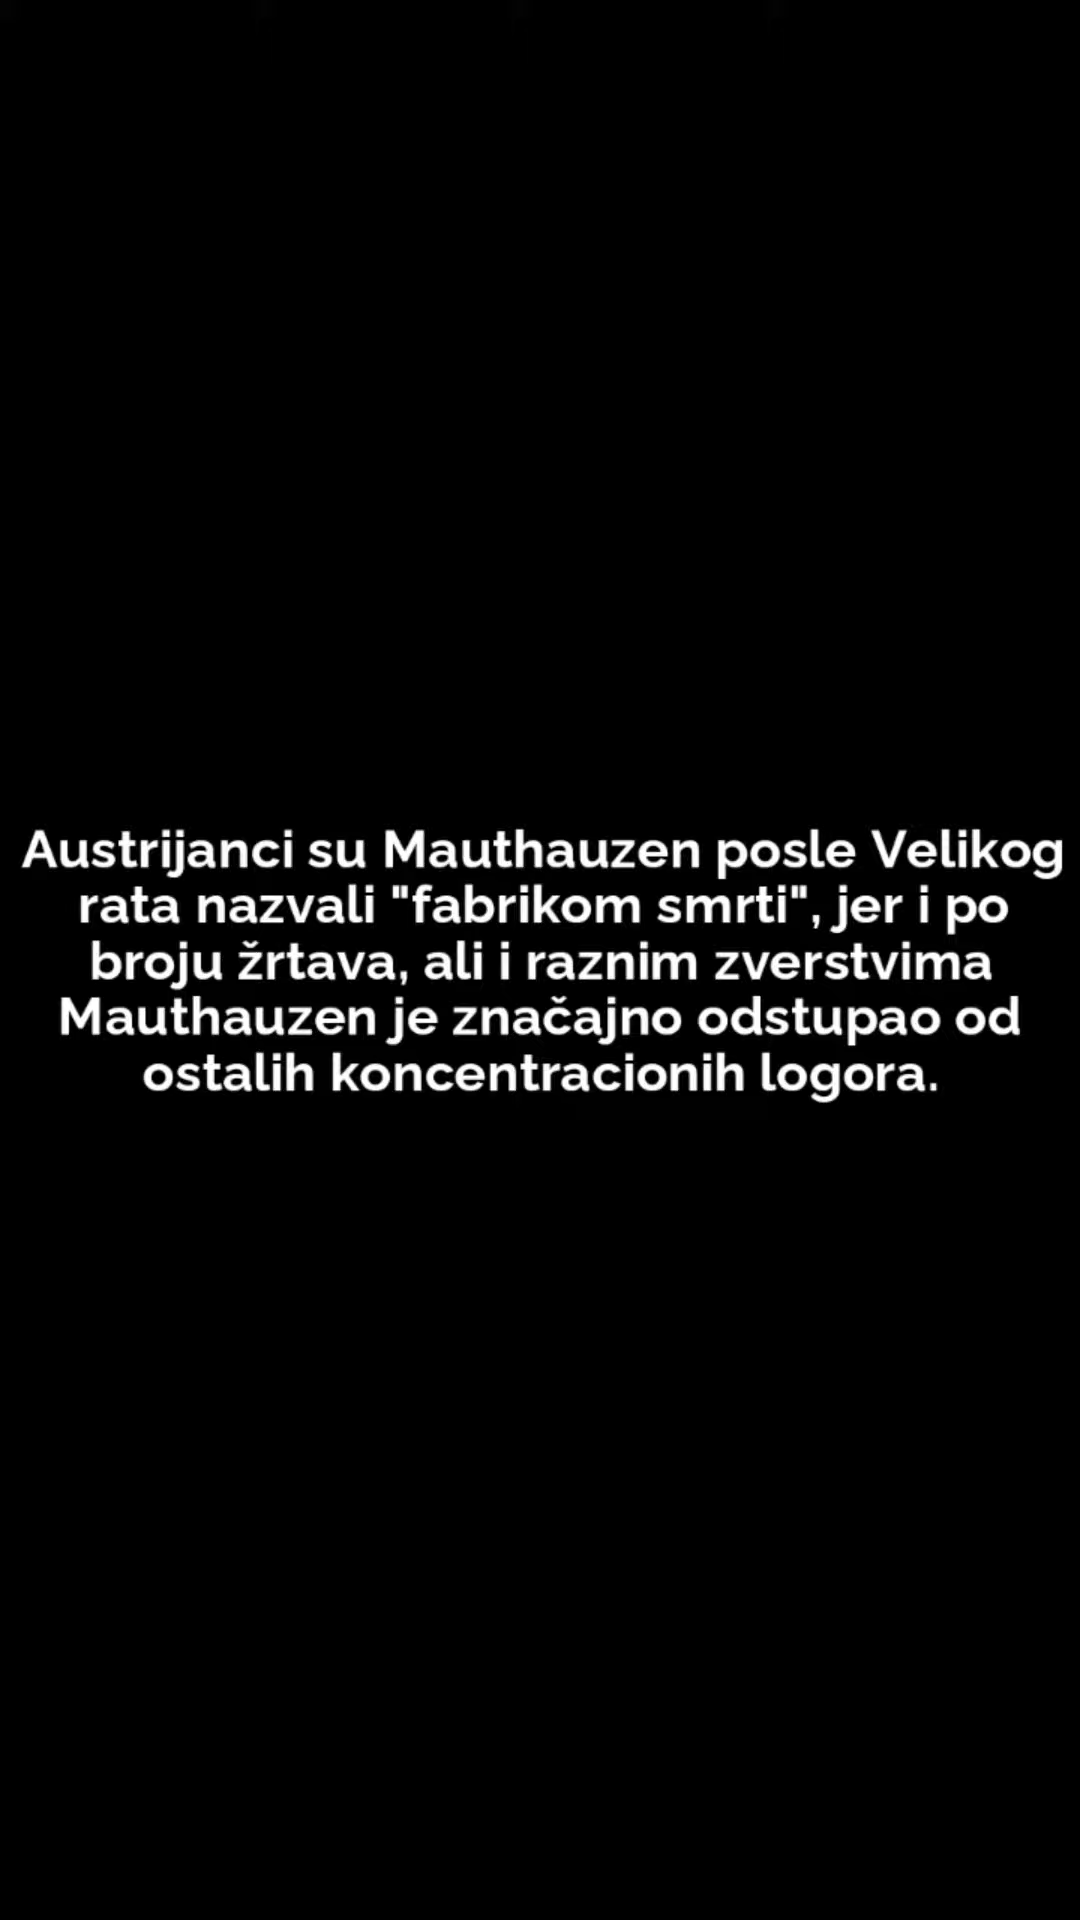 Austrijanci su Mauthauzen posle Velikog
rata nazvali "fabrikom smrti", jer i po
broju žrtava, ali i raznim zverstvima
Mauthauzen je značajno odstupao od
ostalih koncentracionih logora.